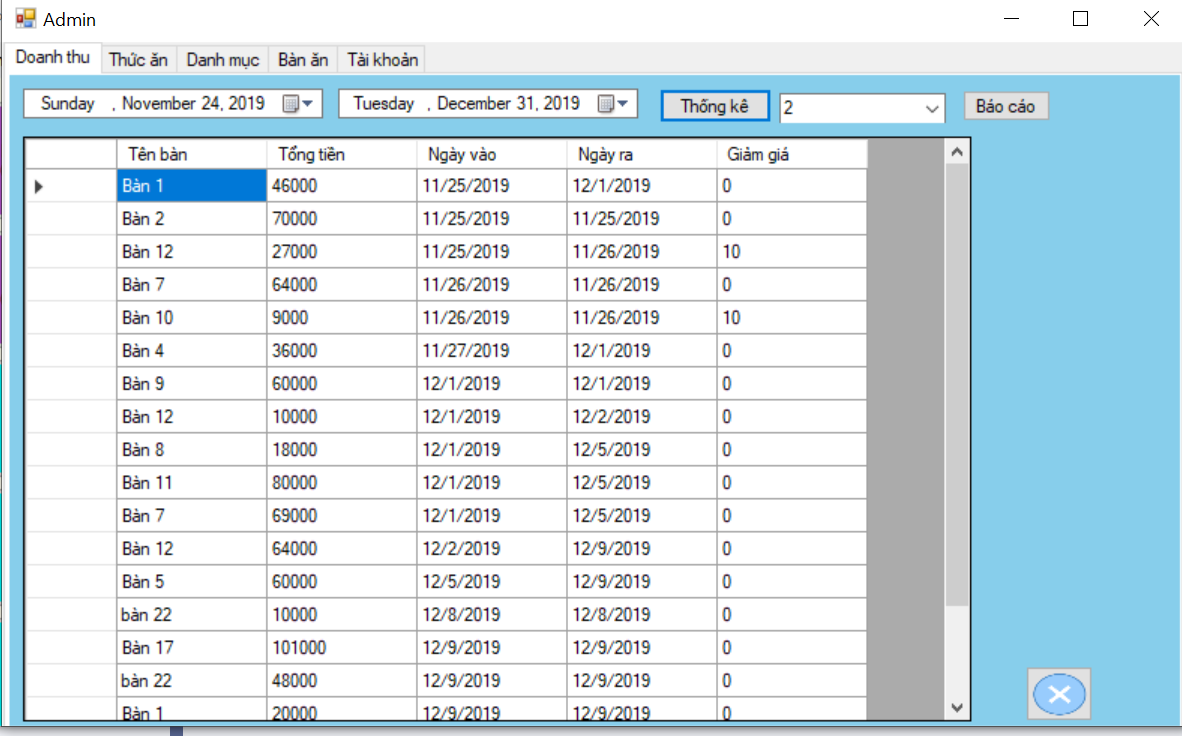 Admin
Doanh thu Thức ăn Danh mục Bàn ăn Tài khoản
Sunday , November 24, 2019 Tuesday , December 31, 2019 Thống kê 2 Báo cáo
Tên bàn Tổng tiền Ngày vào Ngày ra Giảm giá
Bàn 1 46000 11/25/2019 12/1/2019 0
Bàn 2 70000 11/25/2019 11/25/2019 0
Bàn 12 27000 11/25/2019 11/26/2019 10
Bàn 7 64000 11/26/2019 11/26/2019 0
Bàn 10 9000 11/26/2019 11/26/2019 10
Bàn 4 36000 11/27/2019 12/1/2019 0
Bàn 9 60000 12/1/2019 12/1/2019 0
Bàn 12 10000 12/1/2019 12/2/2019 0
Bàn 8 18000 12/1/2019 12/5/2019 0
Bàn 11 80000 12/1/2019 12/5/2019 0
Bàn 7 69000 12/1/2019 12/5/2019 0
Bàn 12 64000 12/2/2019 12/9/2019 0
Bàn 5 60000 12/5/2019 12/9/2019 0
bàn 22 10000 12/8/2019 12/8/2019 0
Bàn 17 101000 12/9/2019 12/9/2019 0
bàn 22 48000 12/9/2019 12/9/2019 0
Bàn 1 20000 12/9/2019 12/9/2019 0